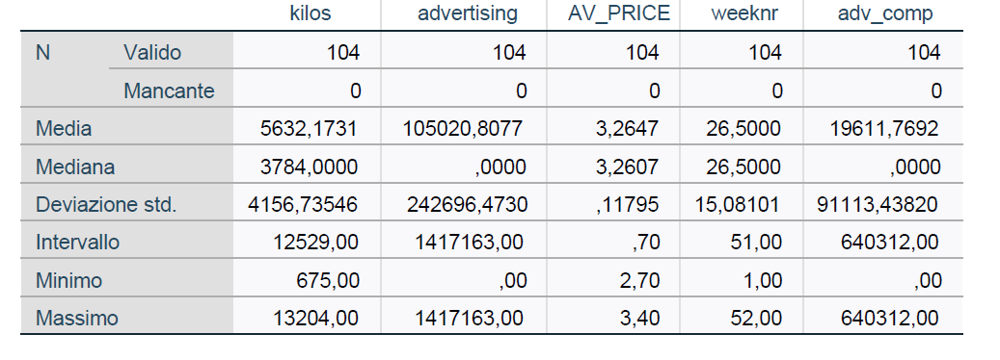 kilos advertising AV_PRICE weeknr adv_comp
N Valido 104 104 104 104 104
Mancante 0 0 0 0 0
Media 5632,1731 105020,8077 3,2647 26,5000 19611,7692
Mediana 3784,0000 ,0000 3,2607 26,5000 ,0000
Deviazione std. 4156,73546 242696,4730 ,11795 15,08101 91113,43820
Intervallo 12529,00 1417163,00 ,70 51,00 640312,00
Minimo 675,00 ,00 2,70 1,00 ,00
Massimo 13204,00 1417163,00 3,40 52,00 640312,00